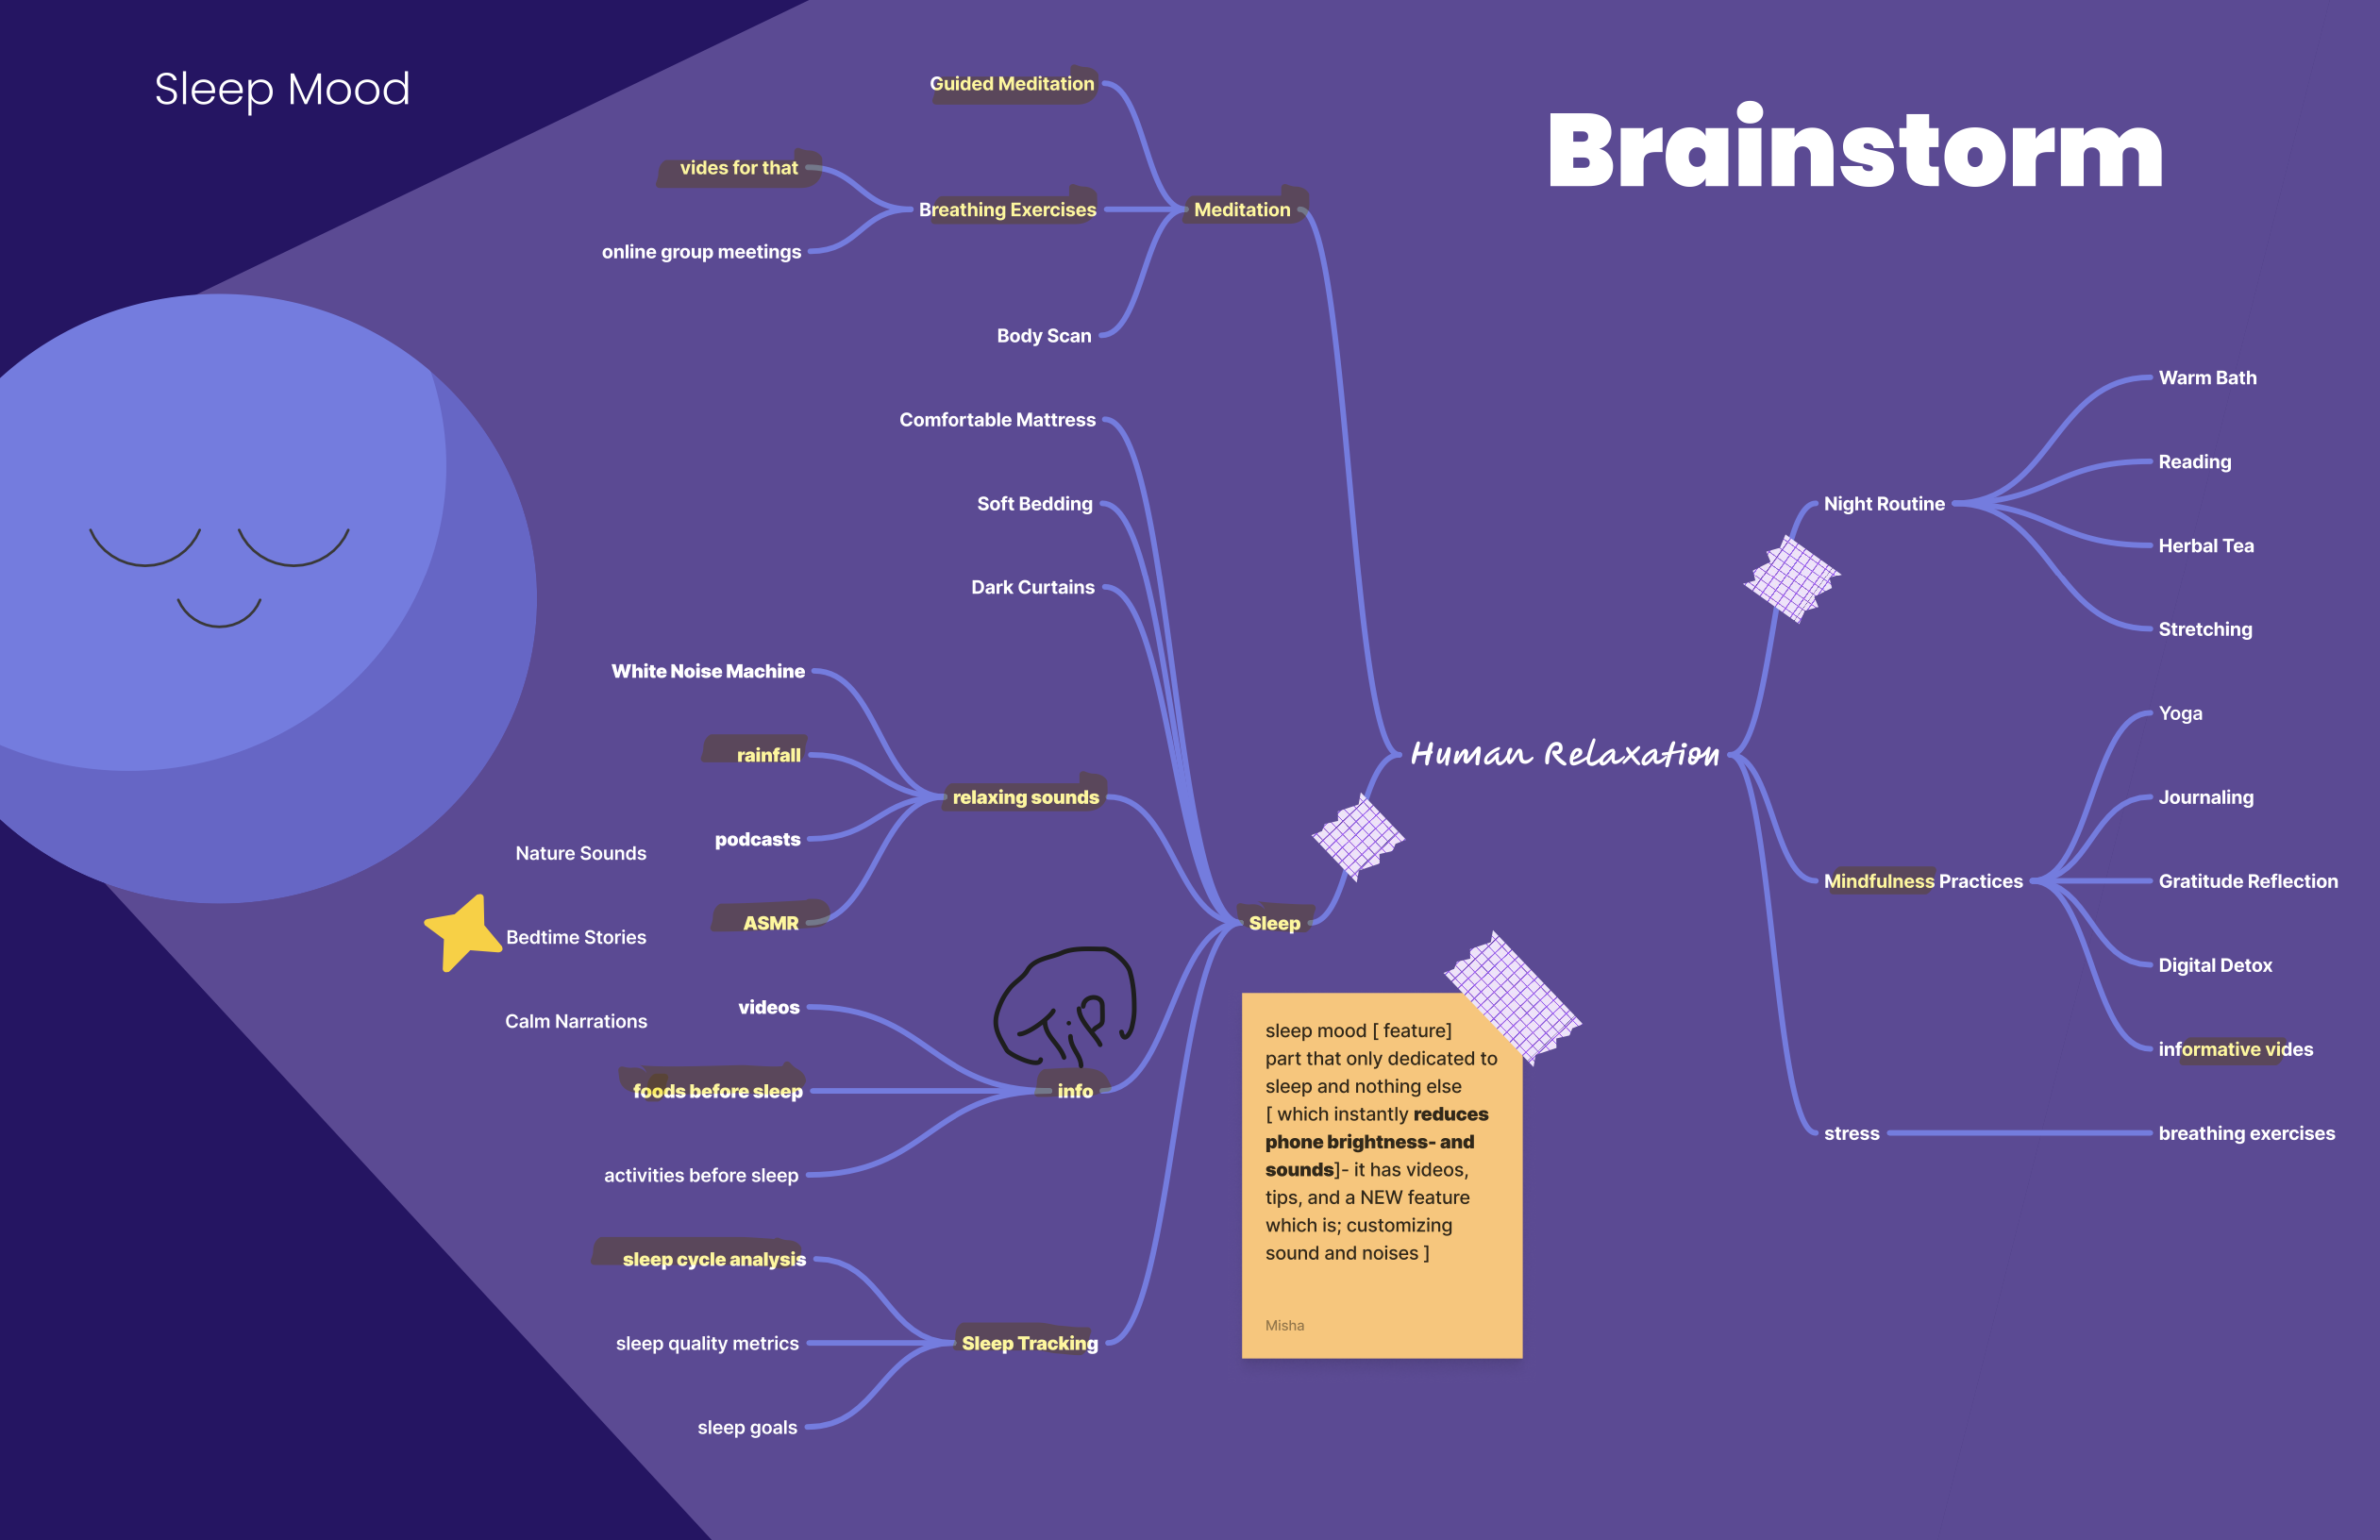 Sleep Mood
Brainstorm
Guided Meditation
vides for that
Breathing Exercises
Meditation
online group meetings
Body Scan
Comfortable Mattress
Soft Bedding
Dark Curtains
White Noise Machine
rainfall
relaxing sounds
podcasts
Nature Sounds
ASMR
Bedtime Stories
Sleep
videos
Calm Narrations
TiP
foods before sleep
info
activities before sleep
sleep cycle analysis
sleep quality metrics
Sleep Tracking
sleep goals
sleep mood [ feature]
part that only dedicated to
sleep and nothing else
[ which instantly reduces
phone brightness- and
sounds]- it has videos,
tips, and a NEW feature
which is; customizing
sound and noises ]
Misha
Human Relaxation
Warm Bath
Reading
Night Routine
Herbal Tea
Stretching
Yoga
Journaling
Mindfulness Practices
Gratitude Reflection
Digital Detox
informative vides
stress
breathing exercises